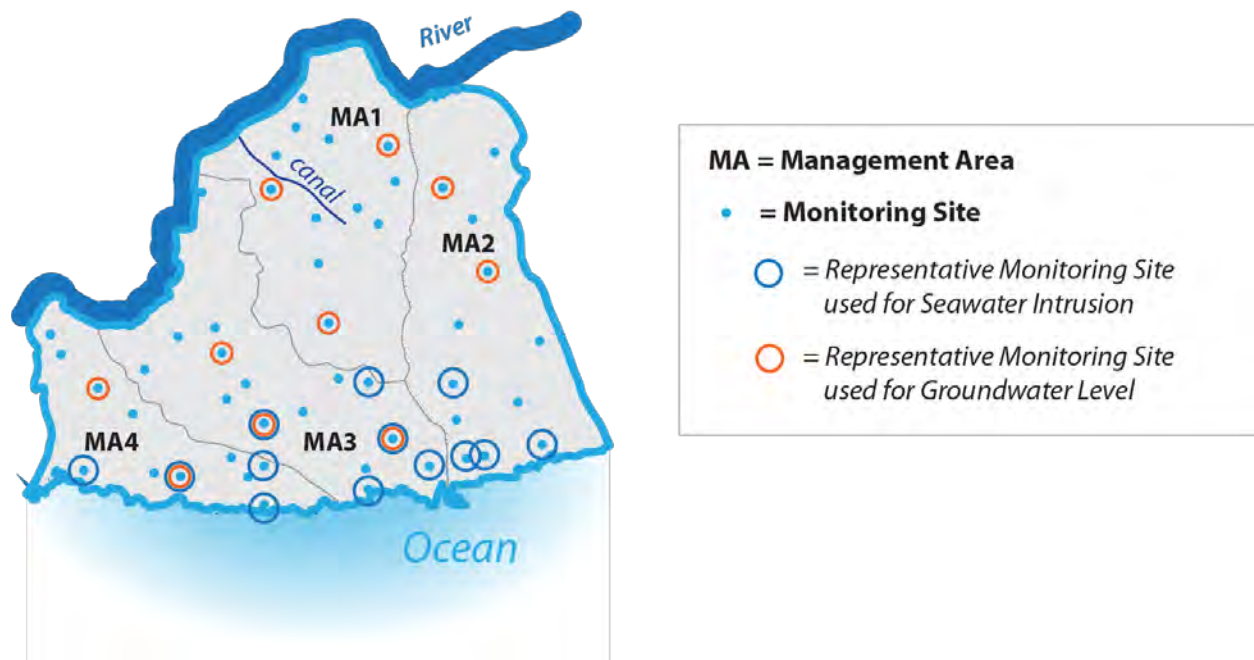 River
MA1
canal
MA2
MA4
MA3
Ocean
MA = Management Area
= Monitoring Site
= Representative Monitoring Site
used for Seawater Intrusion
= Representative Monitoring Site
used for Groundwater Level